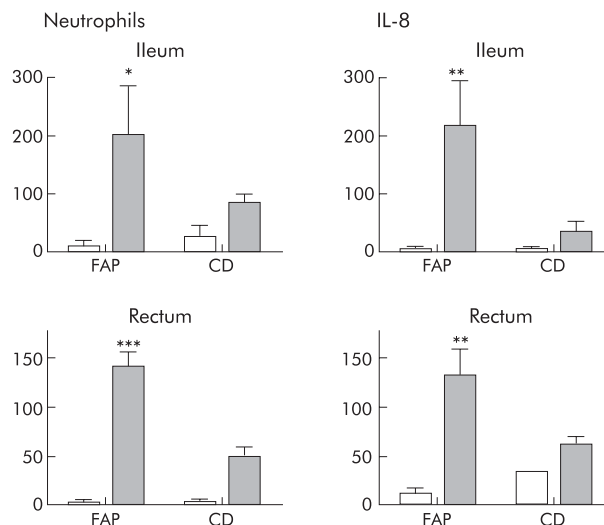 Neutrophils
Ileum
300
200
100
0
*
FAP
CD
IL-8
Ileum
300
200
100
0
**
FAP
CD
Rectum
150
100
50
0
***
FAP
CD
Rectum
150
100
50
0
**
FAP
CD